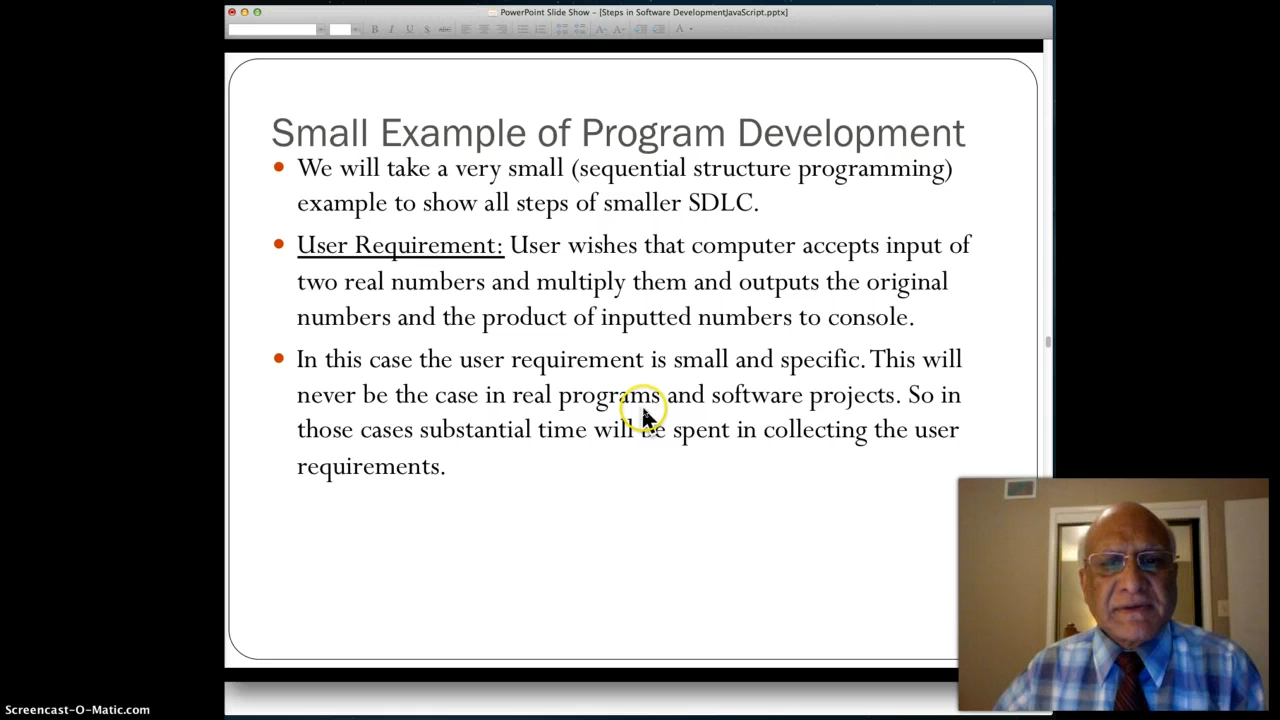 PowerPoint Slide Show - [Steps in Software DevelopmentJavaScript.pptx]
Small Example of Program Development
We will take a very small (sequential structure programming)
example to show all steps of smaller SDLC.
User Requirement: User wishes that computer accepts input of
two real numbers and multiply them and outputs the original
numbers and the product of inputted numbers to console.
In this case the user requirement is small and specific. This will
never be the case in real programs and software projects. So in
those cases substantial time will be spent in collecting the user
requirements.
Screencast-O-Matic.com